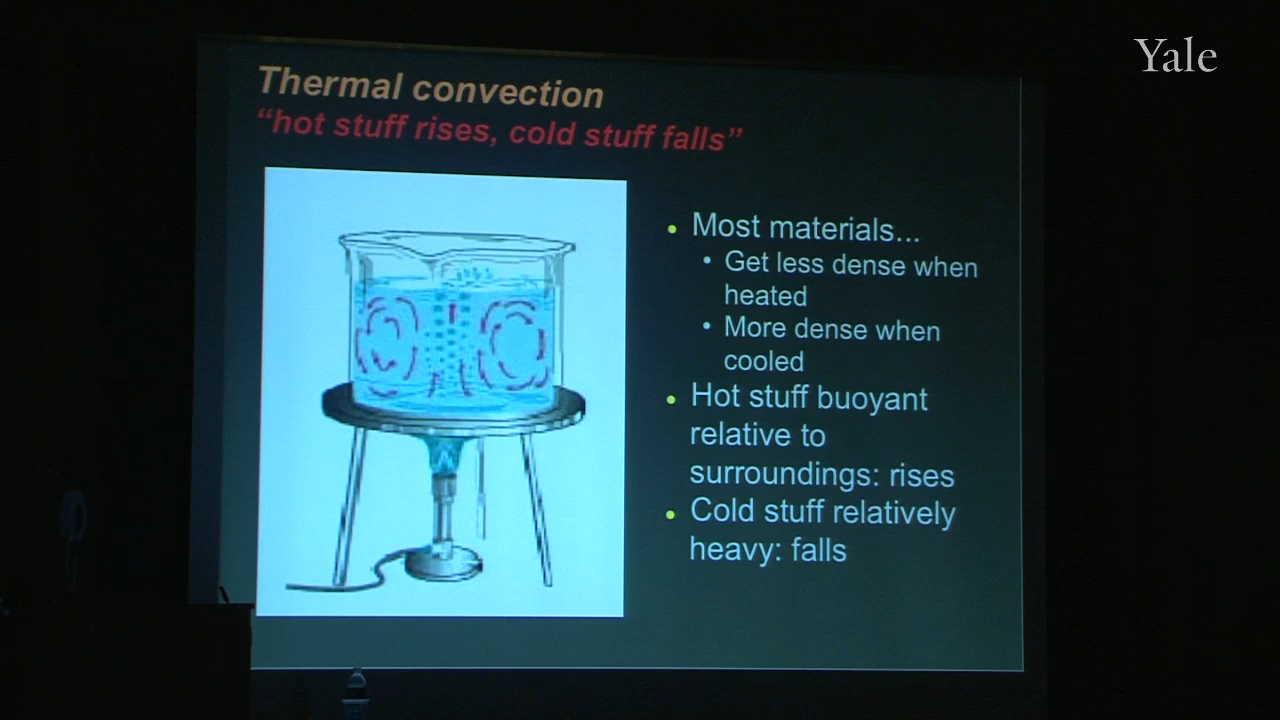 Yale
Thermal convection
“hot stuff rises, cold stuff falls”
• Most materials...
• Get less dense when
heated
• More dense when
cooled
• Hot stuff buoyant
relative to
surroundings: rises
• Cold stuff relatively
heavy: falls